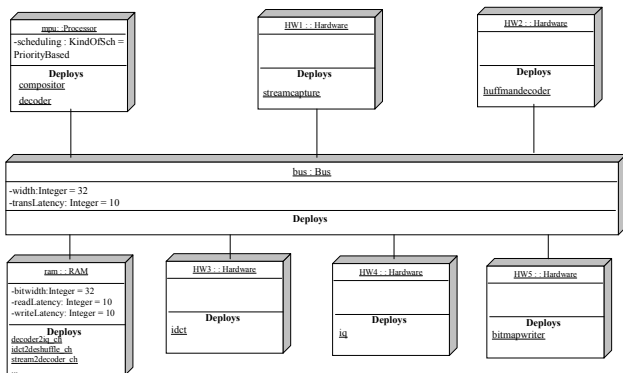 mpu: :Processor
-scheduling : KindOfSch =
PriorityBased
Deploys
compositor
decoder
HW1 : : Hardware
Deploys
streamcapture
HW2 : : Hardware
Deploys
huffmandecoder
bus : Bus
-width:Integer = 32
-transLatency: Integer = 10
Deploys
ram : : RAM
-bitwidth: Integer = 32
-readLatency: Integer = 10
-writeLatency: Integer = 10
Deploys
decoder2iq_ch
idct2deshuffle_ch
stream2decoder_ch
...
HW3 : : Hardware
Deploys
idct
HW4 : : Hardware
Deploys
iq
HW5 : : Hardware
Deploys
bitmapwriter